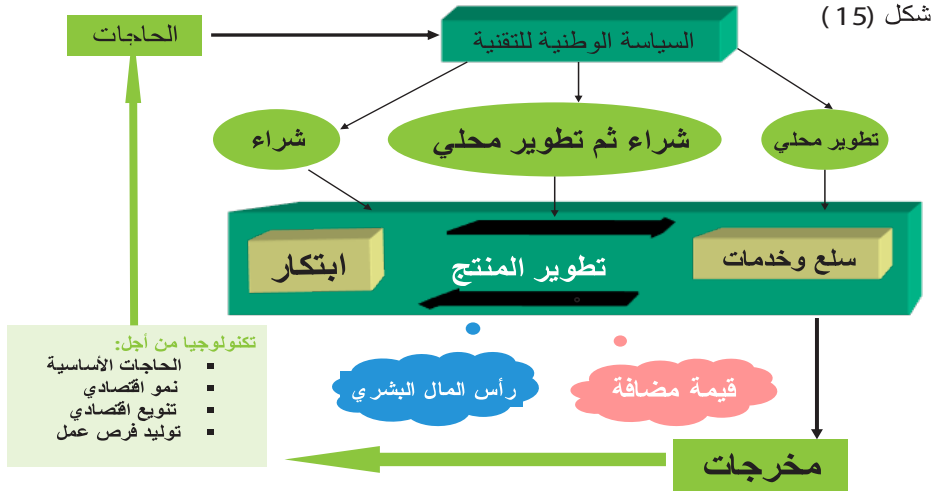 شكل (15)
الحاجات
السياسة الوطنية للتقنية
تطوير محلي
شراء ثم تطوير محلي
شراء
سلع وخدمات
تطوير المنتج
ابتكار
قيمة مضافة
رأس المال البشري
تكنولوجيا من أجل:
▪ الحاجات الأساسية
▪ نمو اقتصادي
▪ تنويع اقتصادي
▪ توليد فرص عمل
مخرجات